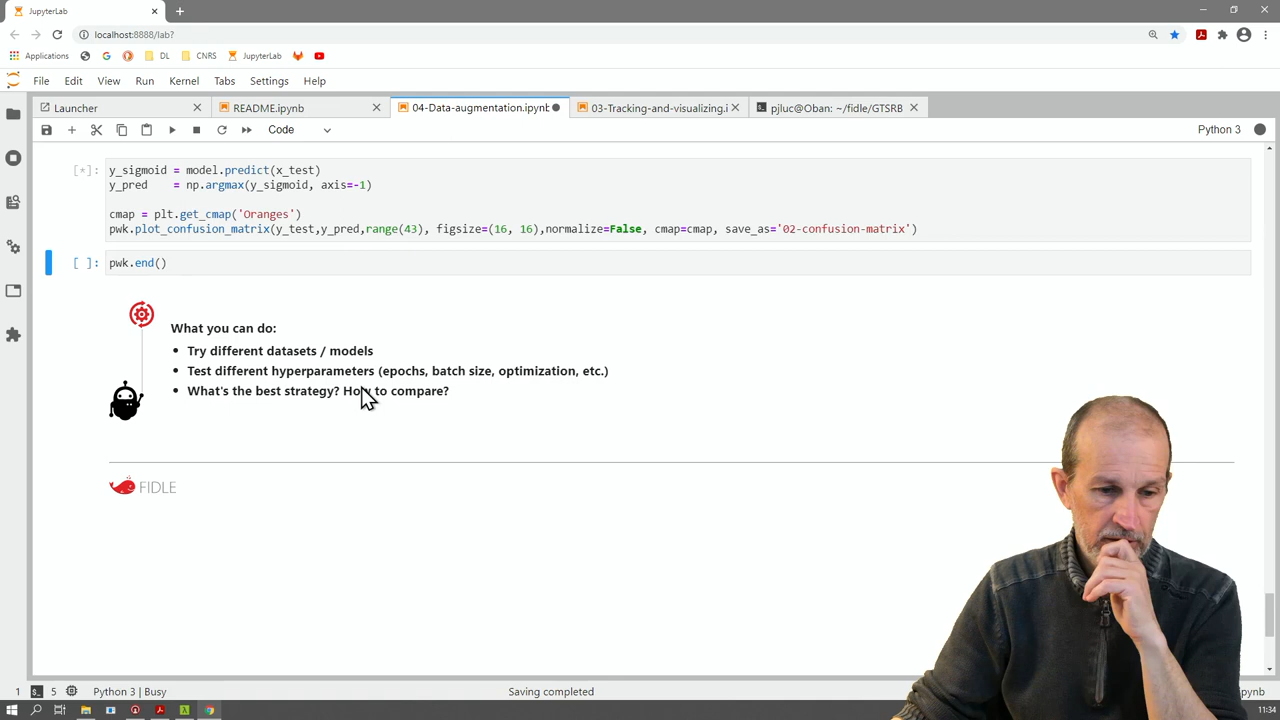 JupyterLab
localhost:8888/lab?
Applications
DL
CNRS
JupyterLab
File Edit View Run Kernel Tabs Settings Help
Launcher
README.ipynb
04-Data-augmentation.ipynb
03-Tracking-and-visualizing.i
pjluc@Oban: ~/fidle/GTSRB
Code
Python 3
[*]:
y_sigmoid = model.predict(x_test)
y_pred = np.argmax(y_sigmoid, axis=-1)
cmap = plt.get_cmap('Oranges')
pwk.plot_confusion_matrix(y_test,y_pred,range(43), figsize=(16, 16),normalize=False, cmap=cmap, save_as='02-confusion-matrix')
[ ]: pwk.end()
What you can do:
• Try different datasets / models
• Test different hyperparameters (epochs, batch size, optimization, etc.)
• What's the best strategy? How to compare?
FIDLE
1
5
Python 3 | Busy
Saving completed
ipynb
11:34